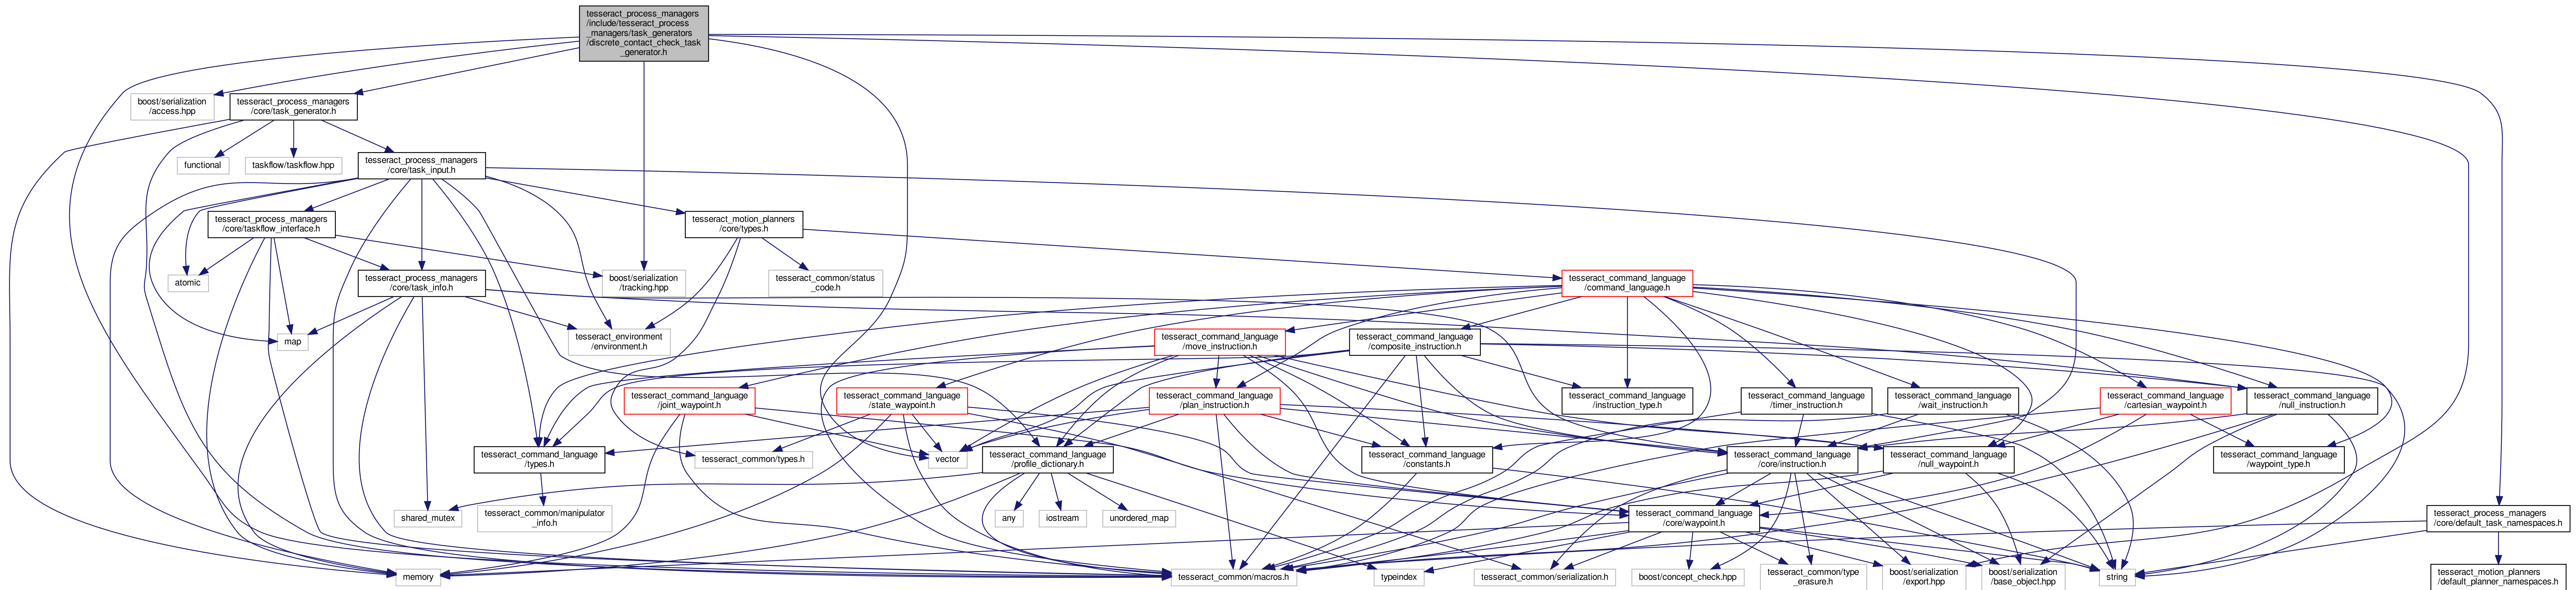 tesseract_process_managers
/include/tesseract_process
_managers/task_generators
/discrete_contact_check_task
_generator.h
boost/serialization
/access.hpp
tesseract_process_managers
/core/task_generator.h
functional
taskflow/taskflow.hpp
tesseract_process_managers
/core/task_input.h
tesseract_process_managers
/core/taskflow_interface.h
tesseract_motion_planners
/core/types.h
atomic
tesseract_process_managers
/core/task_info.h
boost/serialization
/tracking.hpp
tesseract_common/status
_code.h
tesseract_command_language
/command_language.h
map
tesseract_environment
/environment.h
tesseract_command_language
/move_instruction.h
tesseract_command_language
/composite_instruction.h
tesseract_command_language
/joint_waypoint.h
tesseract_command_language
/state_waypoint.h
tesseract_command_language
/plan_instruction.h
tesseract_command_language
/instruction_type.h
tesseract_command_language
/timer_instruction.h
tesseract_command_language
/wait_instruction.h
tesseract_command_language
/cartesian_waypoint.h
tesseract_command_language
/null_instruction.h
tesseract_command_language
/types.h
tesseract_common/types.h
vector
tesseract_command_language
/profile_dictionary.h
tesseract_command_language
/constants.h
tesseract_command_language
/core/instruction.h
tesseract_command_language
/null_waypoint.h
tesseract_command_language
/waypoint_type.h
shared_mutex
tesseract_common/manipulator
_info.h
any
iostream
unordered_map
tesseract_command_language
/core/waypoint.h
tesseract_process_managers
/core/default_task_namespaces.h
memory
tesseract_common/macros.h
typeindex
tesseract_common/serialization.h
boost/concept_check.hpp
tesseract_common/type
_erasure.h
boost/serialization
/export.hpp
boost/serialization
/base_object.hpp
string
tesseract_motion_planners
/default_planner_namespaces.h